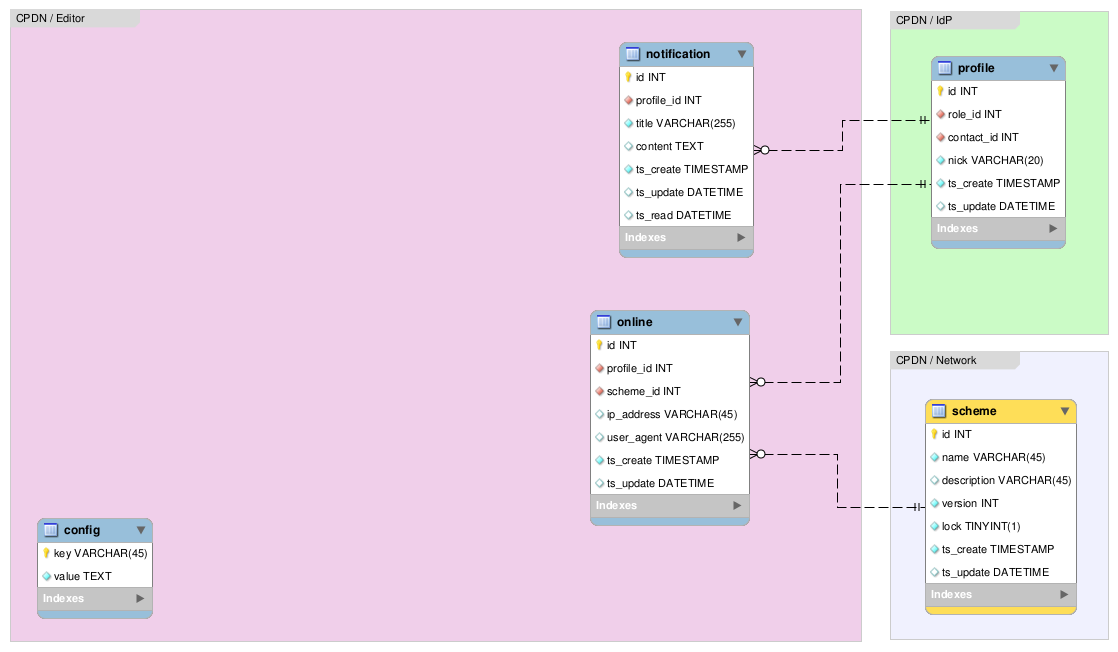 CPDN / Editor
notification
id INT
profile_id INT
title VARCHAR(255)
content TEXT
ts_create TIMESTAMP
ts_update DATETIME
ts_read DATETIME
Indexes
online
id INT
profile_id INT
scheme_id INT
ip_address VARCHAR(45)
user_agent VARCHAR(255)
ts_create TIMESTAMP
ts_update DATETIME
Indexes
config
key VARCHAR(45)
value TEXT
Indexes
CPDN / IdP
profile
id INT
role_id INT
contact_id INT
nick VARCHAR(20)
ts_create TIMESTAMP
ts_update DATETIME
Indexes
CPDN / Network
scheme
id INT
name VARCHAR(45)
description VARCHAR(45)
version INT
lock TINYINT(1)
ts_create TIMESTAMP
ts_update DATETIME
Indexes